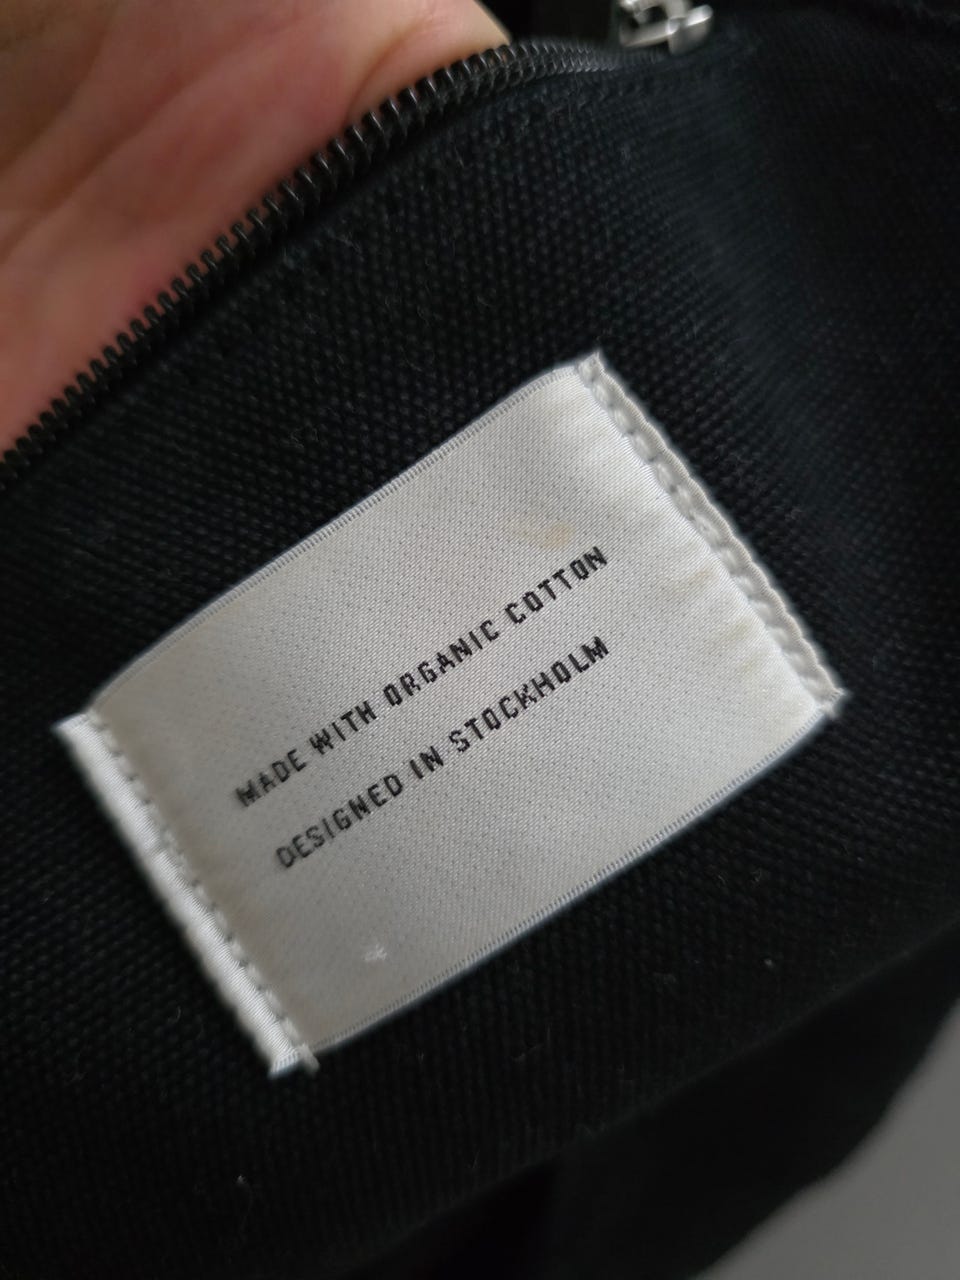 MADE WITH ORGANIC COTTON
DESIGNED IN STOCKHOLM